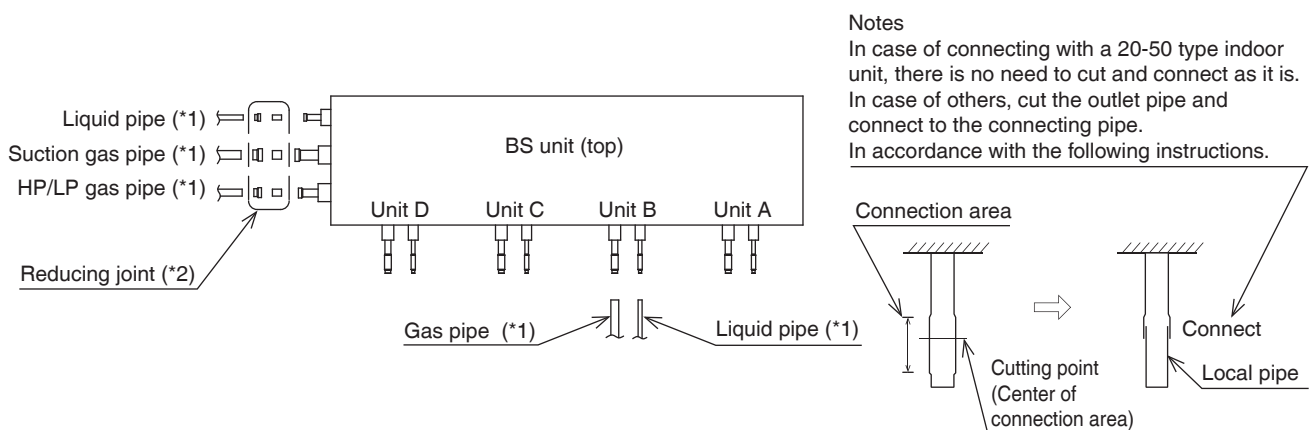 Liquid pipe (*1)
Suction gas pipe (*1)
HP/LP gas pipe (*1)
Reducing joint (*2)
BS unit (top)
Unit D
Unit C
Unit B
Unit A
Gas pipe (*1)
Liquid pipe (*1)
Notes
In case of connecting with a 20-50 type indoor
unit, there is no need to cut and connect as it is.
In case of others, cut the outlet pipe and
connect to the connecting pipe.
In accordance with the following instructions.
Connection area
Cutting point
(Center of
connection area)
Connect
Local pipe